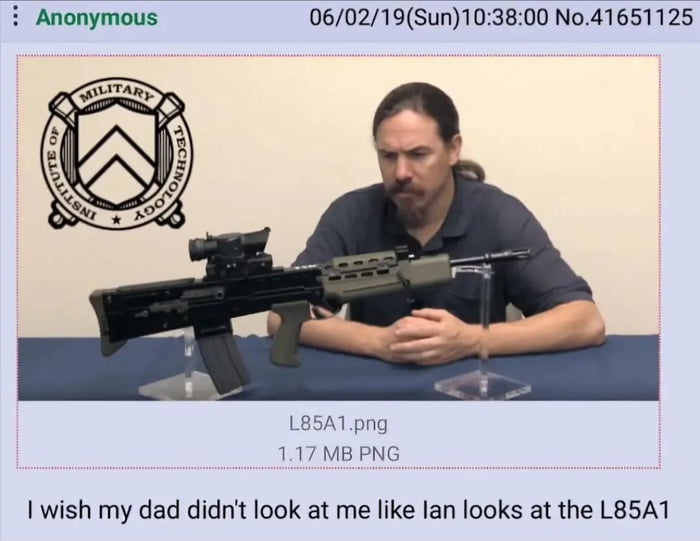 Anonymous 06/02/19(Sun)10:38:00 No.41651125
INSTITUTE OF MILITARY TECHNOLOGY
L85A1.png
1.17 MB PNG
I wish my dad didn't look at me like Ian looks at the L85A1